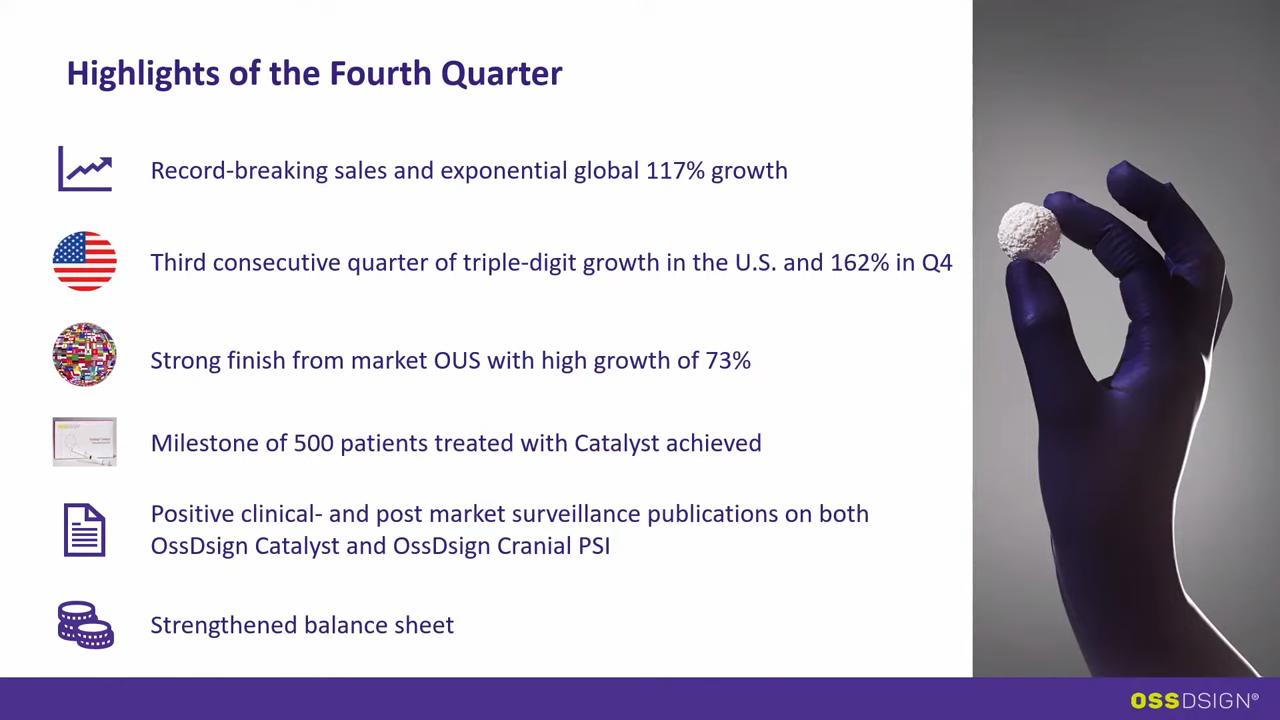 Highlights of the Fourth Quarter
Record-breaking sales and exponential global 117% growth
Third consecutive quarter of triple-digit growth in the U.S. and 162% in Q4
Strong finish from market OUS with high growth of 73%
Milestone of 500 patients treated with Catalyst achieved
Positive clinical- and post market surveillance publications on both
OssDsign Catalyst and OssDsign Cranial PSI
Strengthened balance sheet
OSSDSIGN®